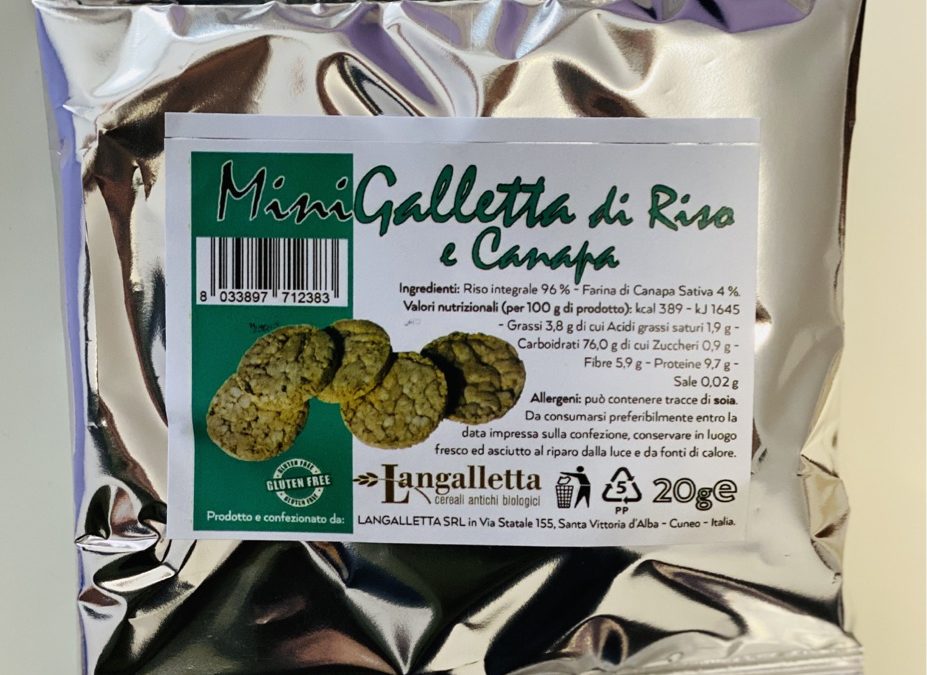 MiniGalletta di Riso
e Canapa
8 033897 712383
Ingredienti: Riso integrale 96 % - Farina di Canapa Sativa 4 %.
Valori nutrizionali (per 100 g di prodotto): kcal 389 - kJ 1645
- Grassi 3,8 g di cui Acidi grassi saturi 1,9 g -
Carboidrati 76,0 g di cui Zuccheri 0,9 g -
Fibre 5,9 g - Proteine 9,7 g -
Sale 0,02 g
Allergeni: può contenere tracce di soia.
Da consumarsi preferibilmente entro la
data impressa sulla confezione, conservare in luogo
fresco ed asciutto al riparo dalla luce e da fonti di calore.
GLUTEN FREE
GLUTEN FREE
GLUTEN FREE
Langalletta
cereali antichi biologici
5
PP
20g e
Prodotto e confezionato da:
LANGALLETTA SRL in Via Statale 155, Santa Vittoria d'Alba - Cuneo - Italia.